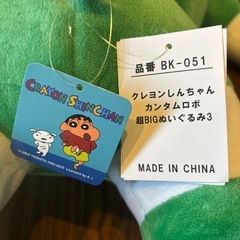 CRAYON SHINCHAN
品番 BK-051
クレヨンしんちゃん
カンタムロボ
超BIGぬいぐるみ3
MADE IN CHINA